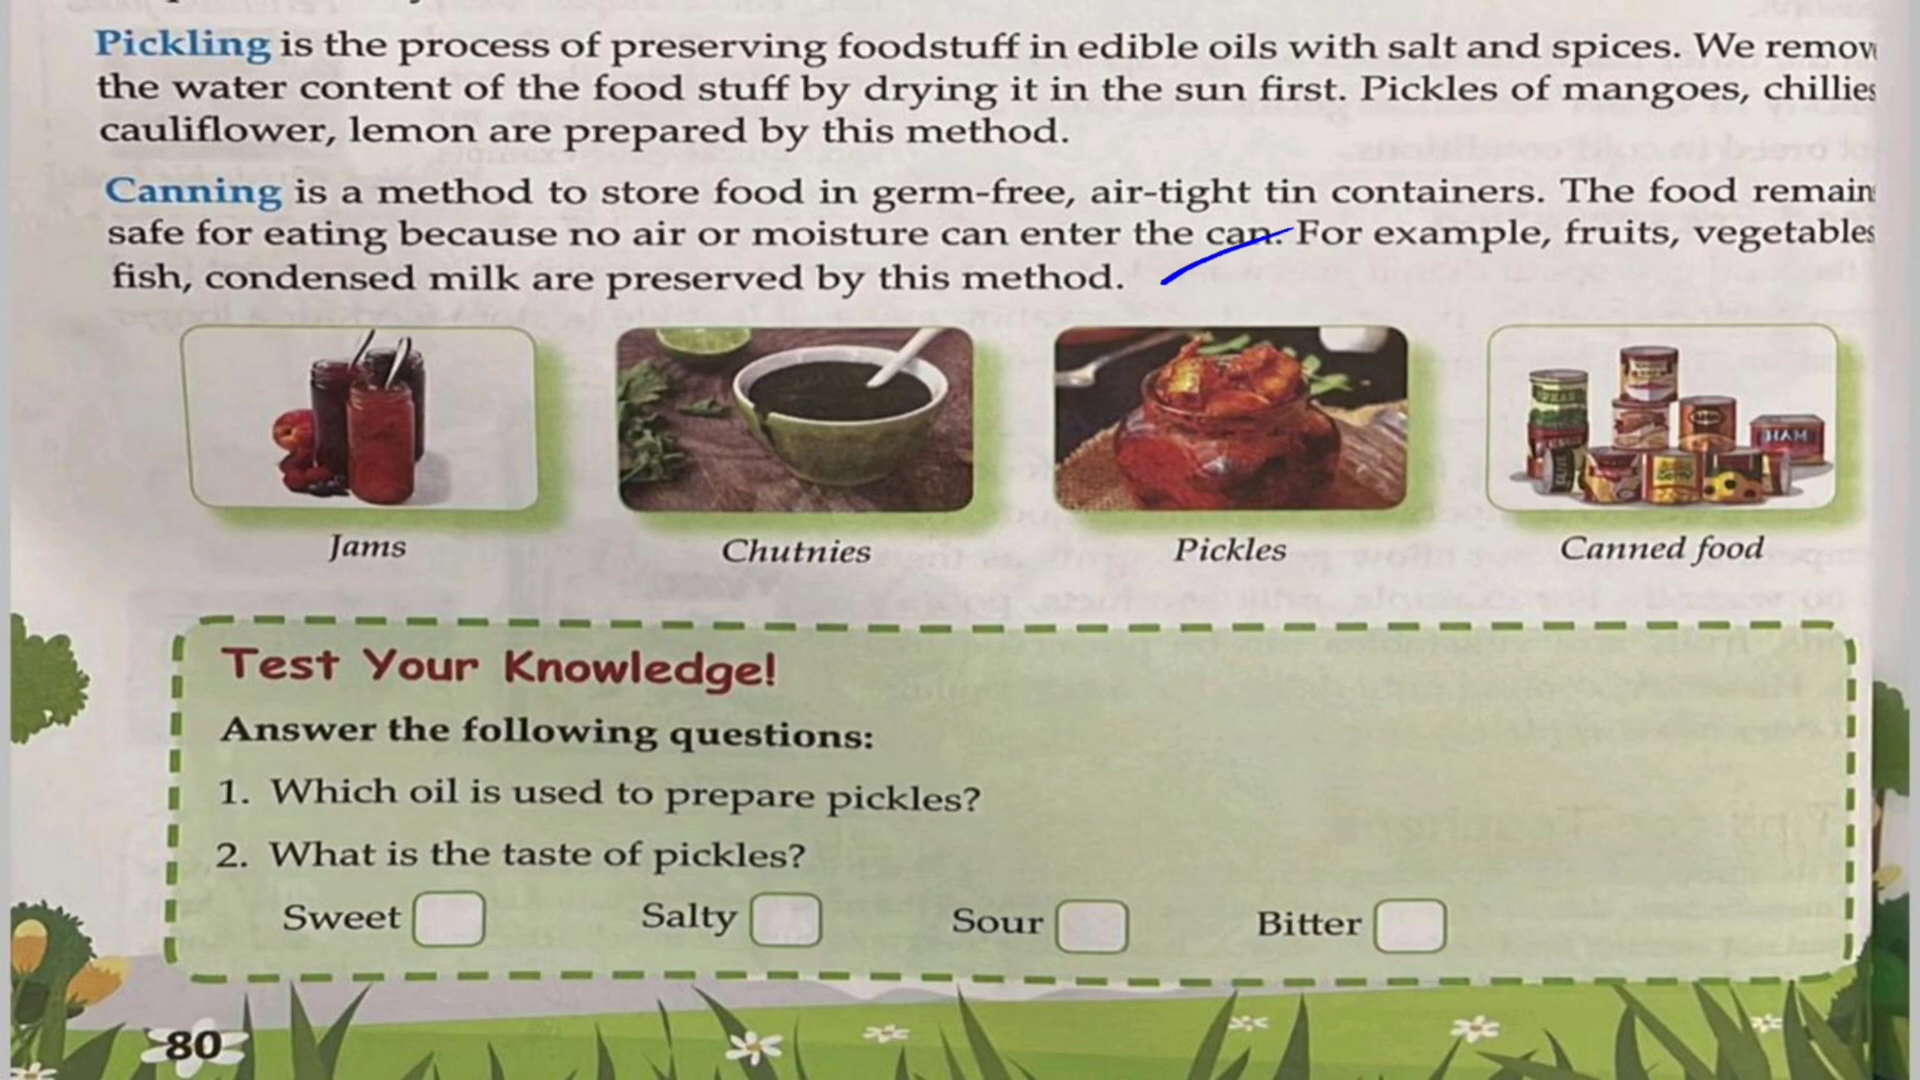 Pickling is the process of preserving foodstuff in edible oils with salt and spices. We remov
the water content of the food stuff by drying it in the sun first. Pickles of mangoes, chillies
cauliflower, lemon are prepared by this method.
Canning is a method to store food in germ-free, air-tight tin containers. The food remain
safe for eating because no air or moisture can enter the can. For example, fruits, vegetables
fish, condensed milk are preserved by this method.
HAM
Jams Chutnies Pickles Canned food
Test Your Knowledge!
Answer the following questions:
1. Which oil is used to prepare pickles?
2. What is the taste of pickles?
Sweet Salty Sour Bitter
80